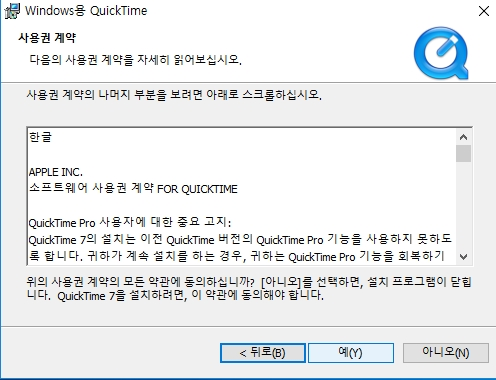 Windows용 QuickTime
사용권 계약
다음의 사용권 계약을 자세히 읽어보십시오.
사용권 계약의 나머지 부분을 보려면 아래로 스크롤하십시오.
한글
APPLE INC.
소프트웨어 사용권 계약 FOR QUICKTIME
QuickTime Pro 사용자에 대한 중요 고지:
QuickTime 7의 설치는 이전 QuickTime 버전의 QuickTime Pro 기능을 사용하지 못하도
록 합니다. 귀하가 계속 설치를 하는 경우, 귀하는 QuickTime Pro 기능을 회복하기
위의 사용권 계약의 모든 약관에 동의하십니까? [아니오]를 선택하면, 설치 프로그램이 닫힙
니다. QuickTime 7을 설치하려면, 이 약관에 동의해야 합니다.
< 뒤로(B)
예(Y)
아니오(N)